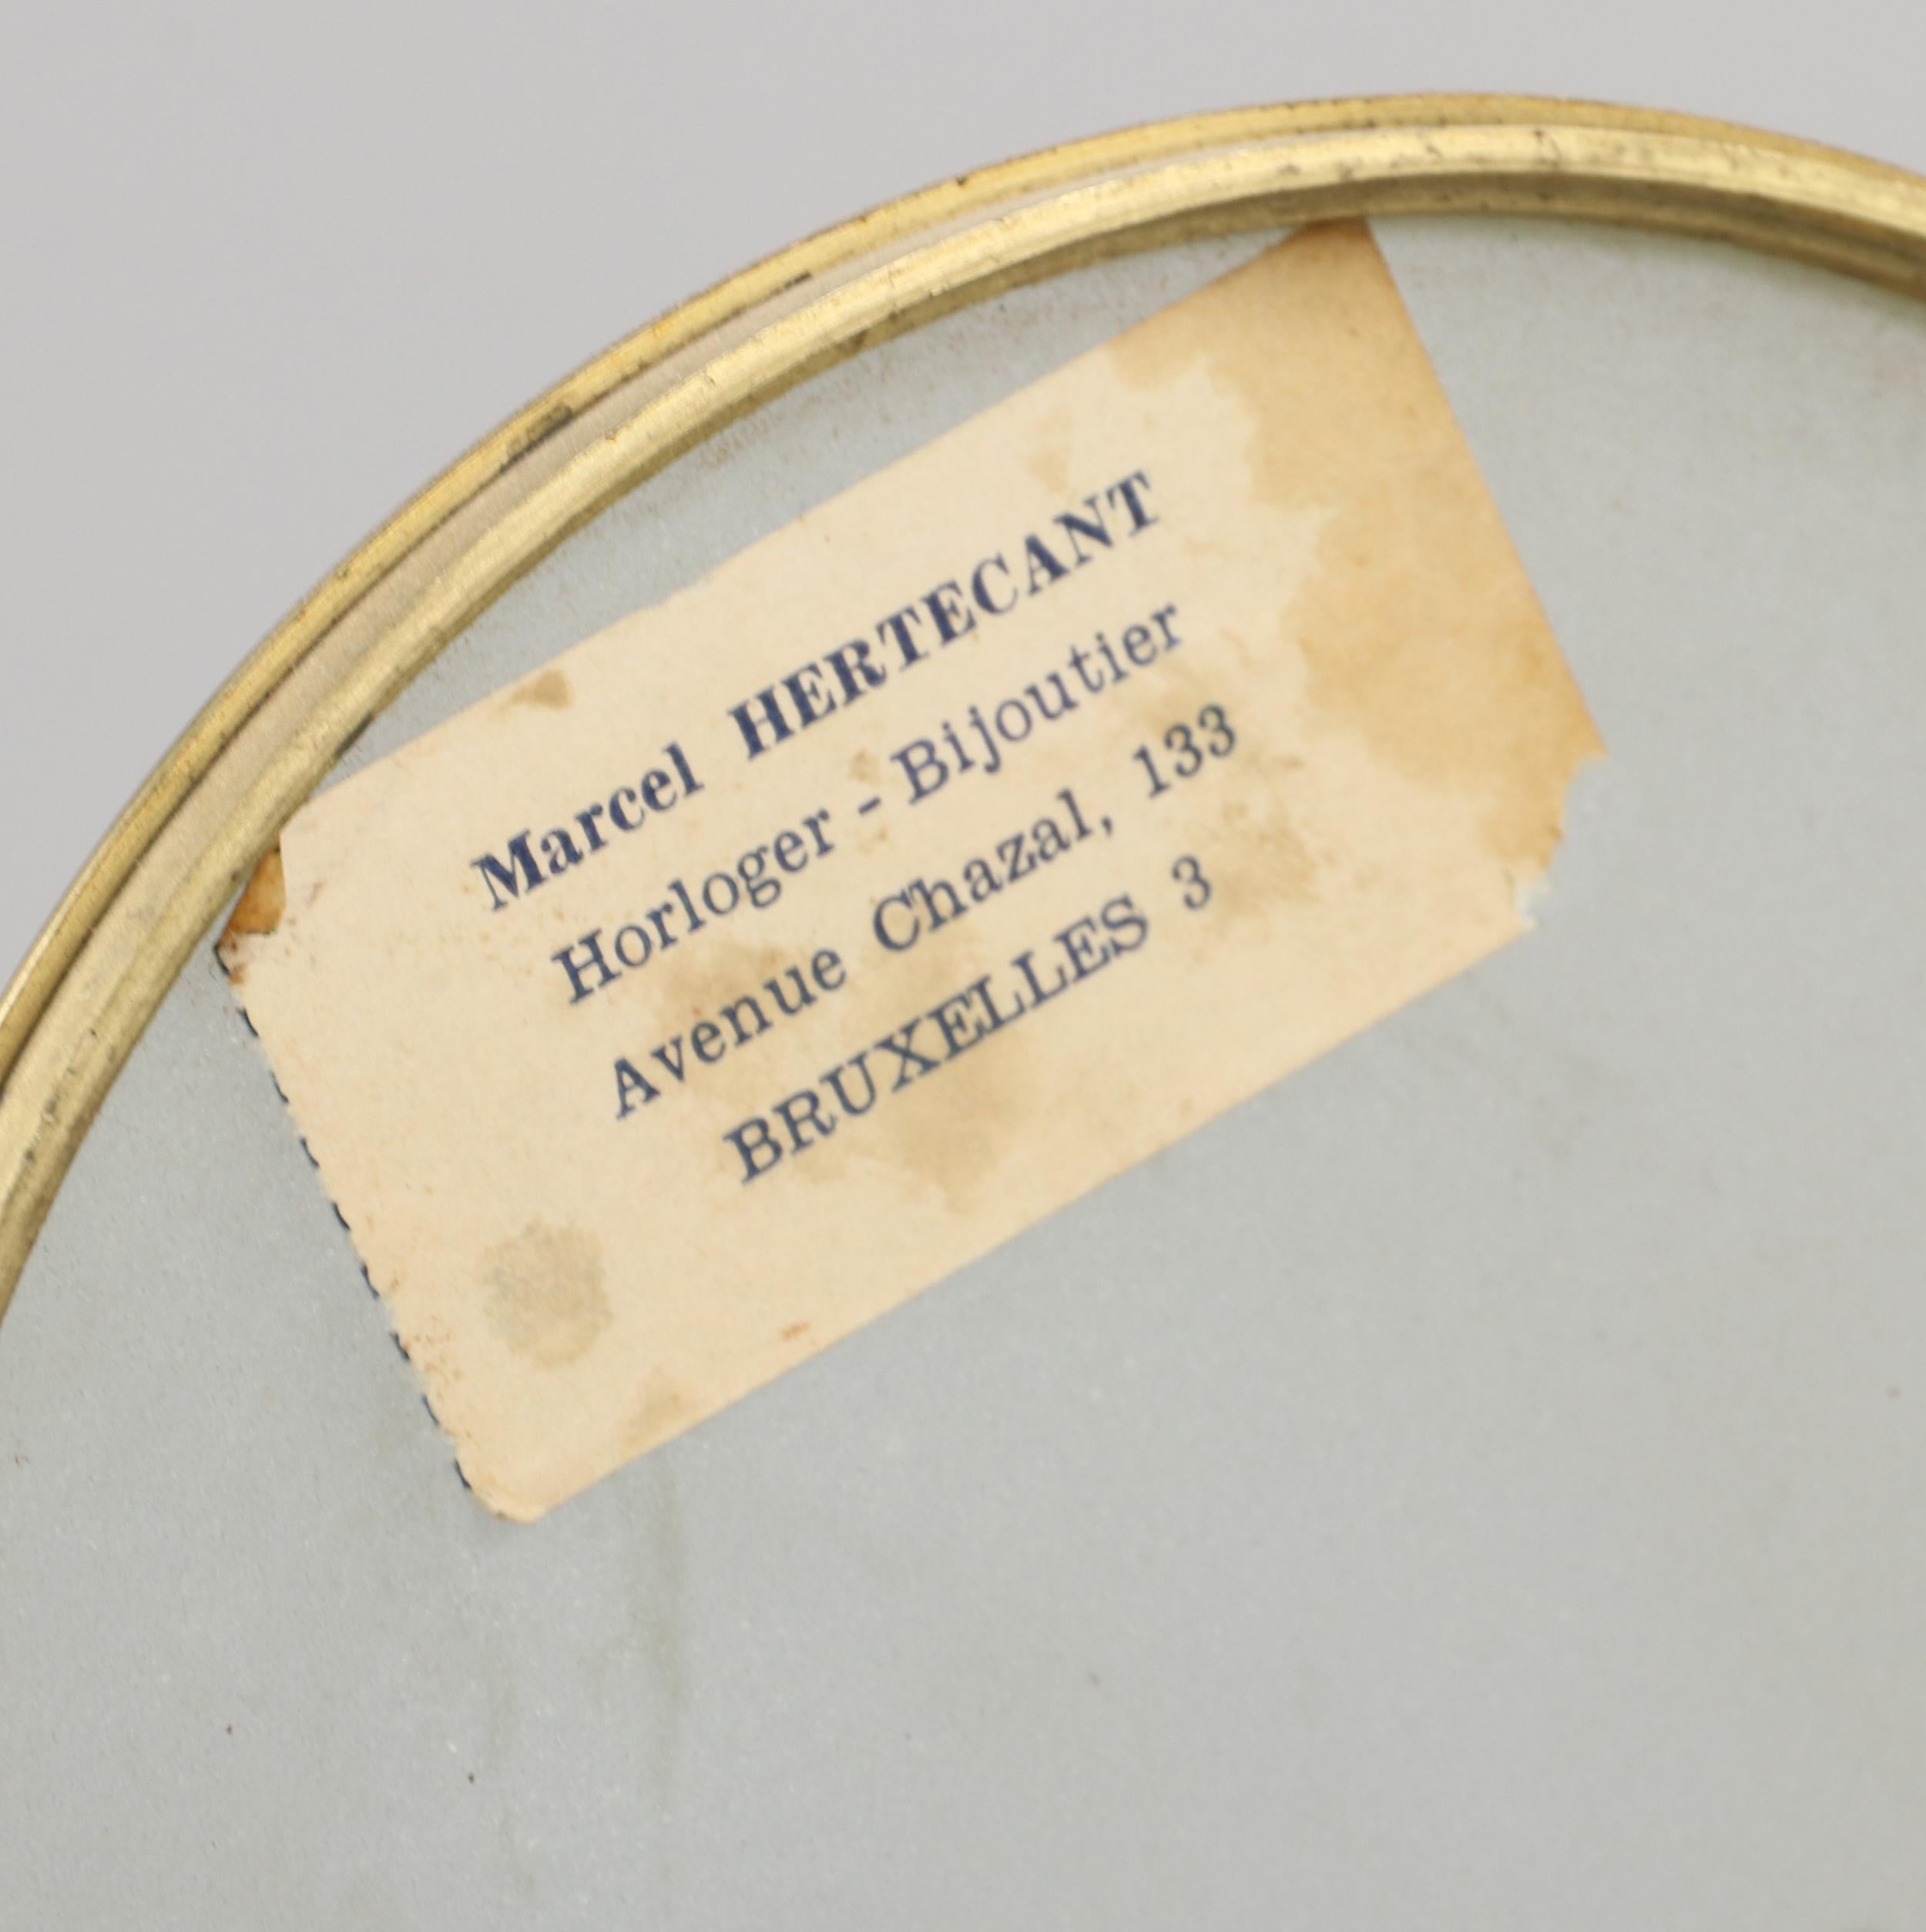 Marcel HERTECANT
Horloger - Bijoutier
Avenue Chazal, 133
BRUXELLES 3